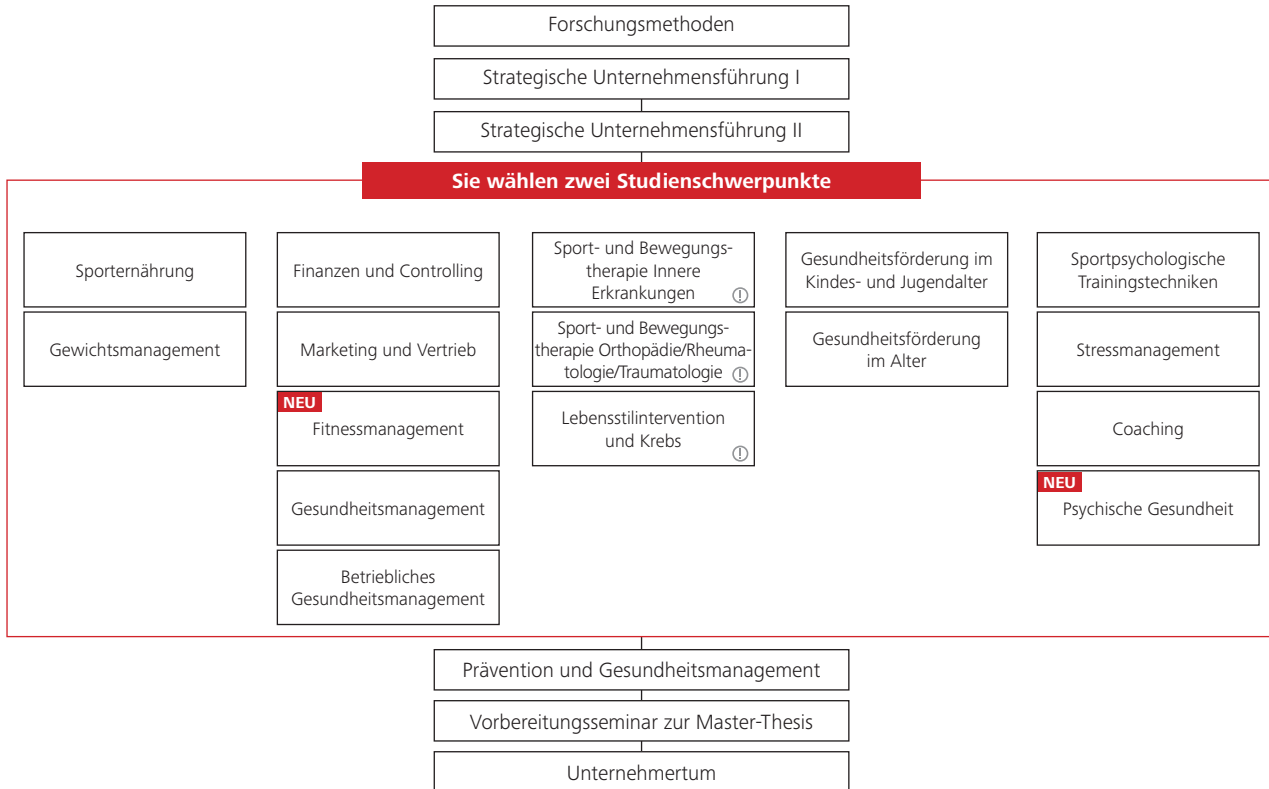 Forschungsmethoden
Strategische Unternehmensführung I
Strategische Unternehmensführung II
Sie wählen zwei Studienschwerpunkte
Sporternährung
Gewichtsmanagement
Finanzen und Controlling
Marketing und Vertrieb
NEU
Fitnessmanagement
Gesundheitsmanagement
Betriebliches
Gesundheitsmanagement
Sport- und Bewegungs-
therapie Innere
Erkrankungen
!
Sport- und Bewegungs-
therapie Orthopädie/Rheuma-
tologie/Traumatologie
!
Lebensstilintervention
und Krebs
!
Gesundheitsförderung im
Kindes- und Jugendalter
Gesundheitsförderung
im Alter
Sportpsychologische
Trainingstechniken
Stressmanagement
Coaching
NEU
Psychische Gesundheit
Prävention und Gesundheitsmanagement
Vorbereitungsseminar zur Master-Thesis
Unternehmertum